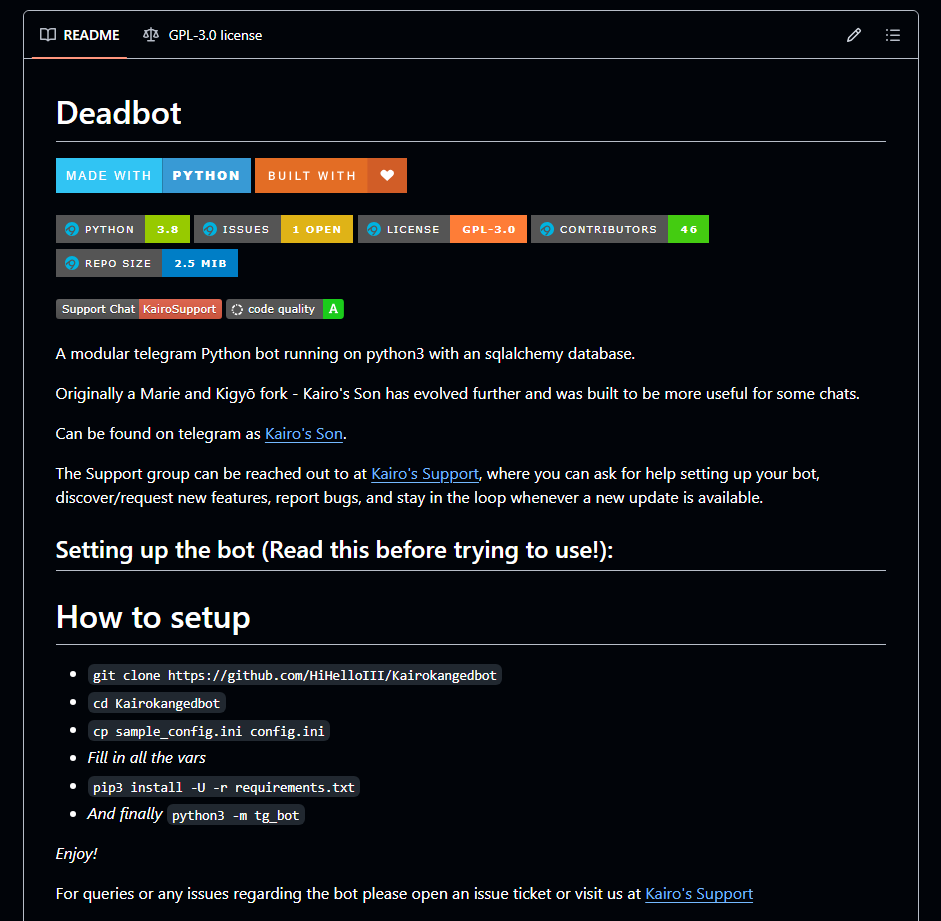 README GPL-3.0 license
Deadbot
MADE WITH PYTHON BUILT WITH
PYTHON 3.8 ISSUES 1 OPEN LICENSE GPL-3.0 CONTRIBUTORS 46
REPO SIZE 2.5 MIB
Support Chat KairoSupport code quality A
A modular telegram Python bot running on python3 with an sqlalchemy database.
Originally a Marie and Kigyō fork - Kairo's Son has evolved further and was built to be more useful for some chats.
Can be found on telegram as Kairo's Son.
The Support group can be reached out to at Kairo's Support, where you can ask for help setting up your bot,
discover/request new features, report bugs, and stay in the loop whenever a new update is available.
Setting up the bot (Read this before trying to use!):
How to setup
git clone https://github.com/HiHelloIII/Kairokangedbot
cd Kairokangedbot
cp sample_config.ini config.ini
Fill in all the vars
pip3 install -U -r requirements.txt
And finally python3 -m tg_bot
Enjoy!
For queries or any issues regarding the bot please open an issue ticket or visit us at Kairo's Support